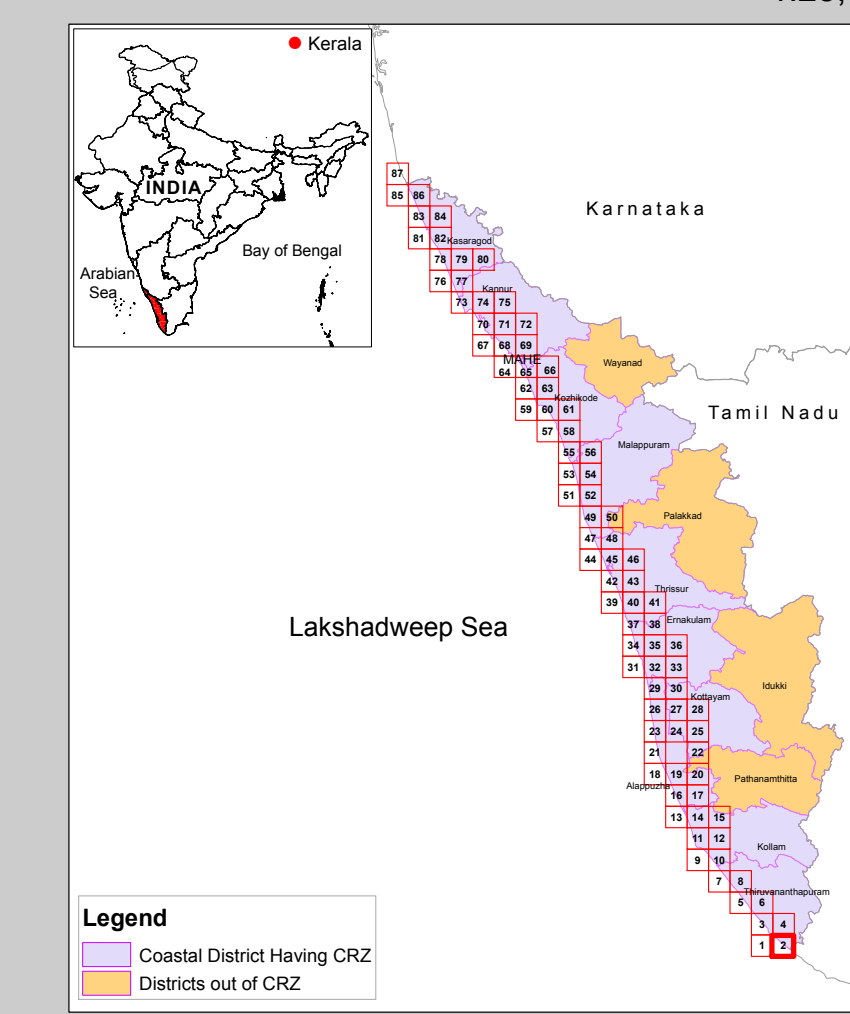 Kerala
INDIA
Bay of Bengal
Arabian
Sea
Karnataka
87
85 86
83 84
81 82 Kasaragod
78 79 80
76 77
Kannur
73 74 75
70 71 72
67 68 69
MAHE
Wayanad
64 65 66
62 63
Kozhikode
59 60 61
Tamil Nadu
57 58
Malappuram
55 56
53 54
51 52
49 50
Palakkad
47 48
44 45 46
42 43
Thrissur
39 40 41
Ernakulam
37 38
Lakshadweep Sea
34 35 36
31 32 33
29 30
Idukki
Kottayam
26 27 28
23 24 25
21 22
18 19 20
Pathanamthitta
Alappuzha
16 17
13 14 15
11 12
Kollam
9 10
7 8
Thiruvananthapuram
5 6
3 4
1 2
Legend
Coastal District Having CRZ
Districts out of CRZ